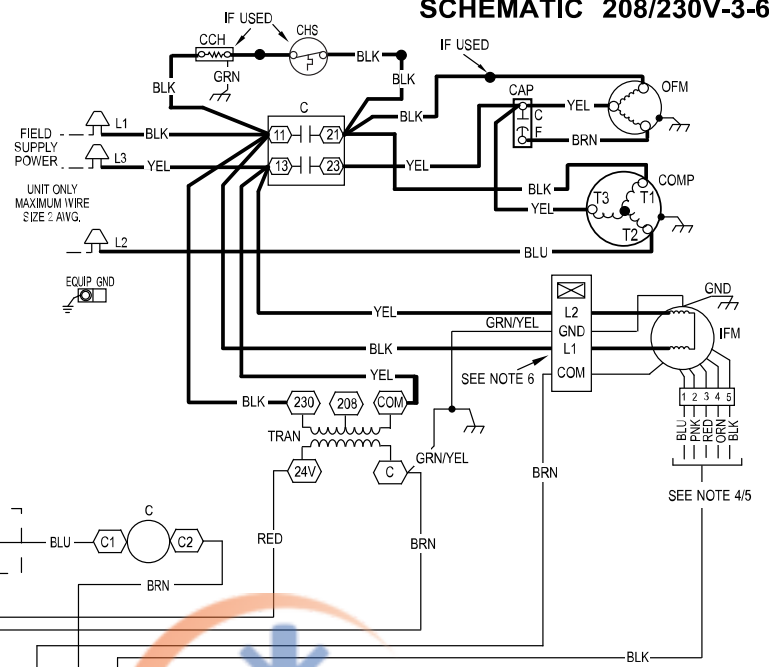 SCHEMATIC 208/230V-3-6
IF USED
CCH
CHS
IF USED
BLK
GRN
BLK
BLK
CAP
OFM
BLK
C
BLK
YEL
C
F
BRN
FIELD
SUPPLY
POWER
L1
BLK
11
21
L3
YEL
13
23
YEL
UNIT ONLY
MAXIMUM WIRE
SIZE 2 AWG.
BLK
YEL
COMP
T3
T1
T2
L2
BLU
EQUIP GND
YEL
GRN/YEL
L2
GND
L1
COM
GND
IFM
BLK
SEE NOTE 6
YEL
BLK
230
208
COM
TRAN
24V
C
GRN/YEL
1 2 3 4 5
BLU
PNK
RED
ORN
BLK
SEE NOTE 4/5
BRN
C
BLU
C1
C2
RED
BRN
BRN
BLK